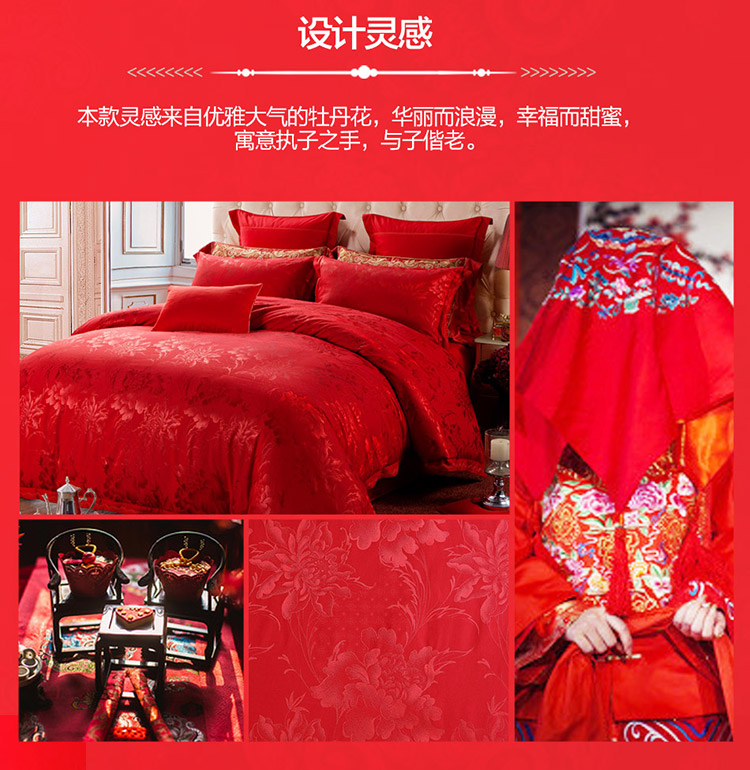 设计灵感
本款灵感来自优雅大气的牡丹花，华丽而浪漫，幸福而甜蜜，
寓意执子之手，与子偕老。